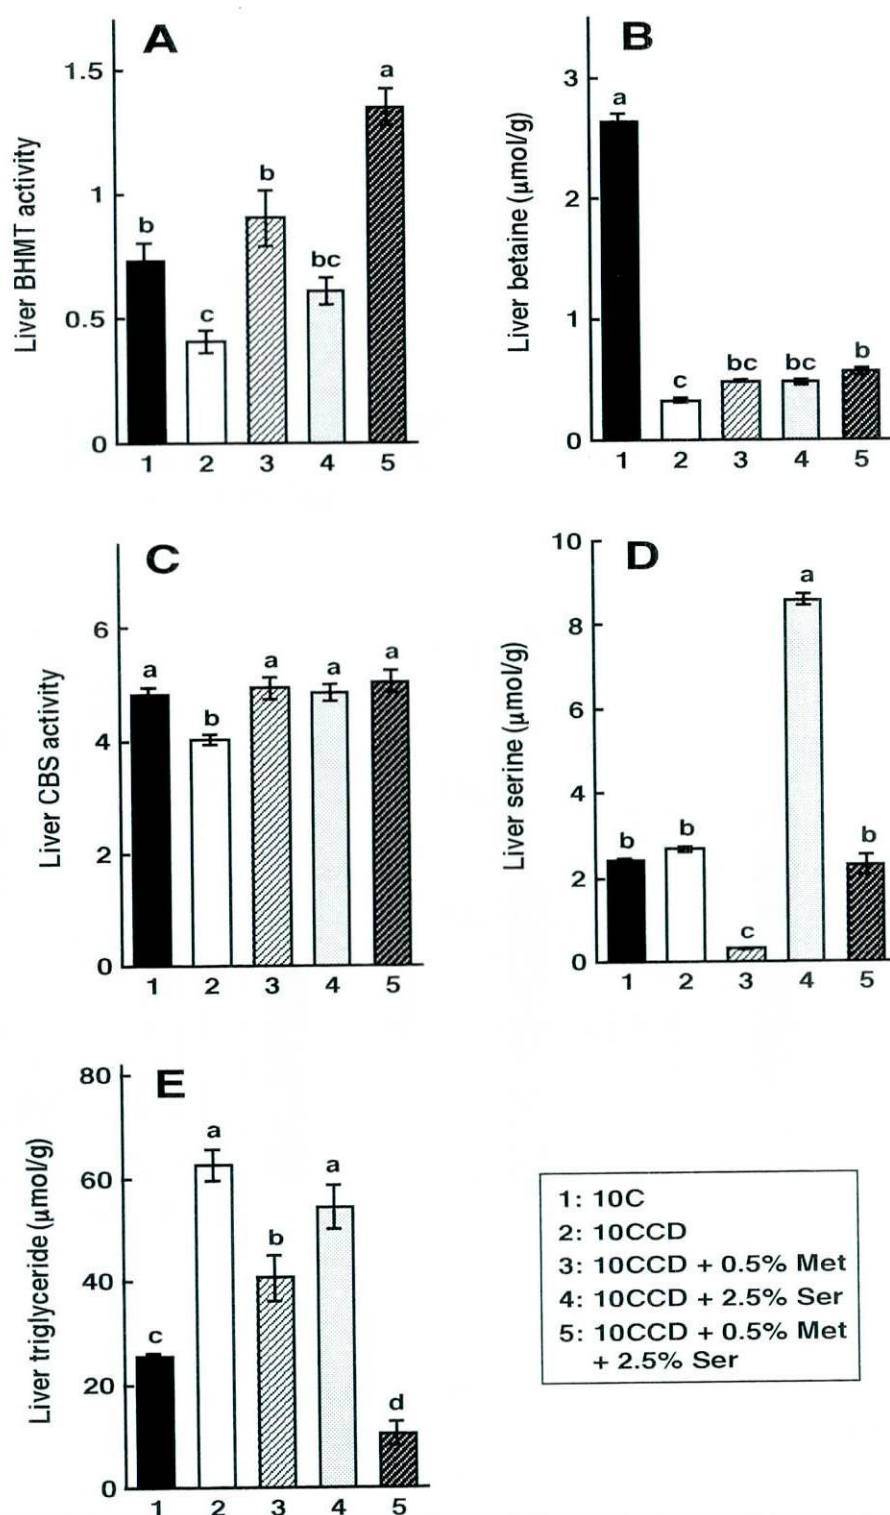 A
Liver BHMT activity
1.5
1
0.5
0
b
c
b
bc
a
1 2 3 4 5
B
Liver betaine (μmol/g)
3
2
1
0
a
c
bc
bc
b
1 2 3 4 5
C
Liver CBS activity
6
4
2
0
a
b
a
a
a
1 2 3 4 5
D
Liver serine (μmol/g)
10
8
6
4
2
0
b
b
c
a
b
1 2 3 4 5
E
Liver triglyceride (μmol/g)
80
60
40
20
0
c
a
b
a
d
1 2 3 4 5
1: 10C
2: 10CCD
3: 10CCD + 0.5% Met
4: 10CCD + 2.5% Ser
5: 10CCD + 0.5% Met
+ 2.5% Ser